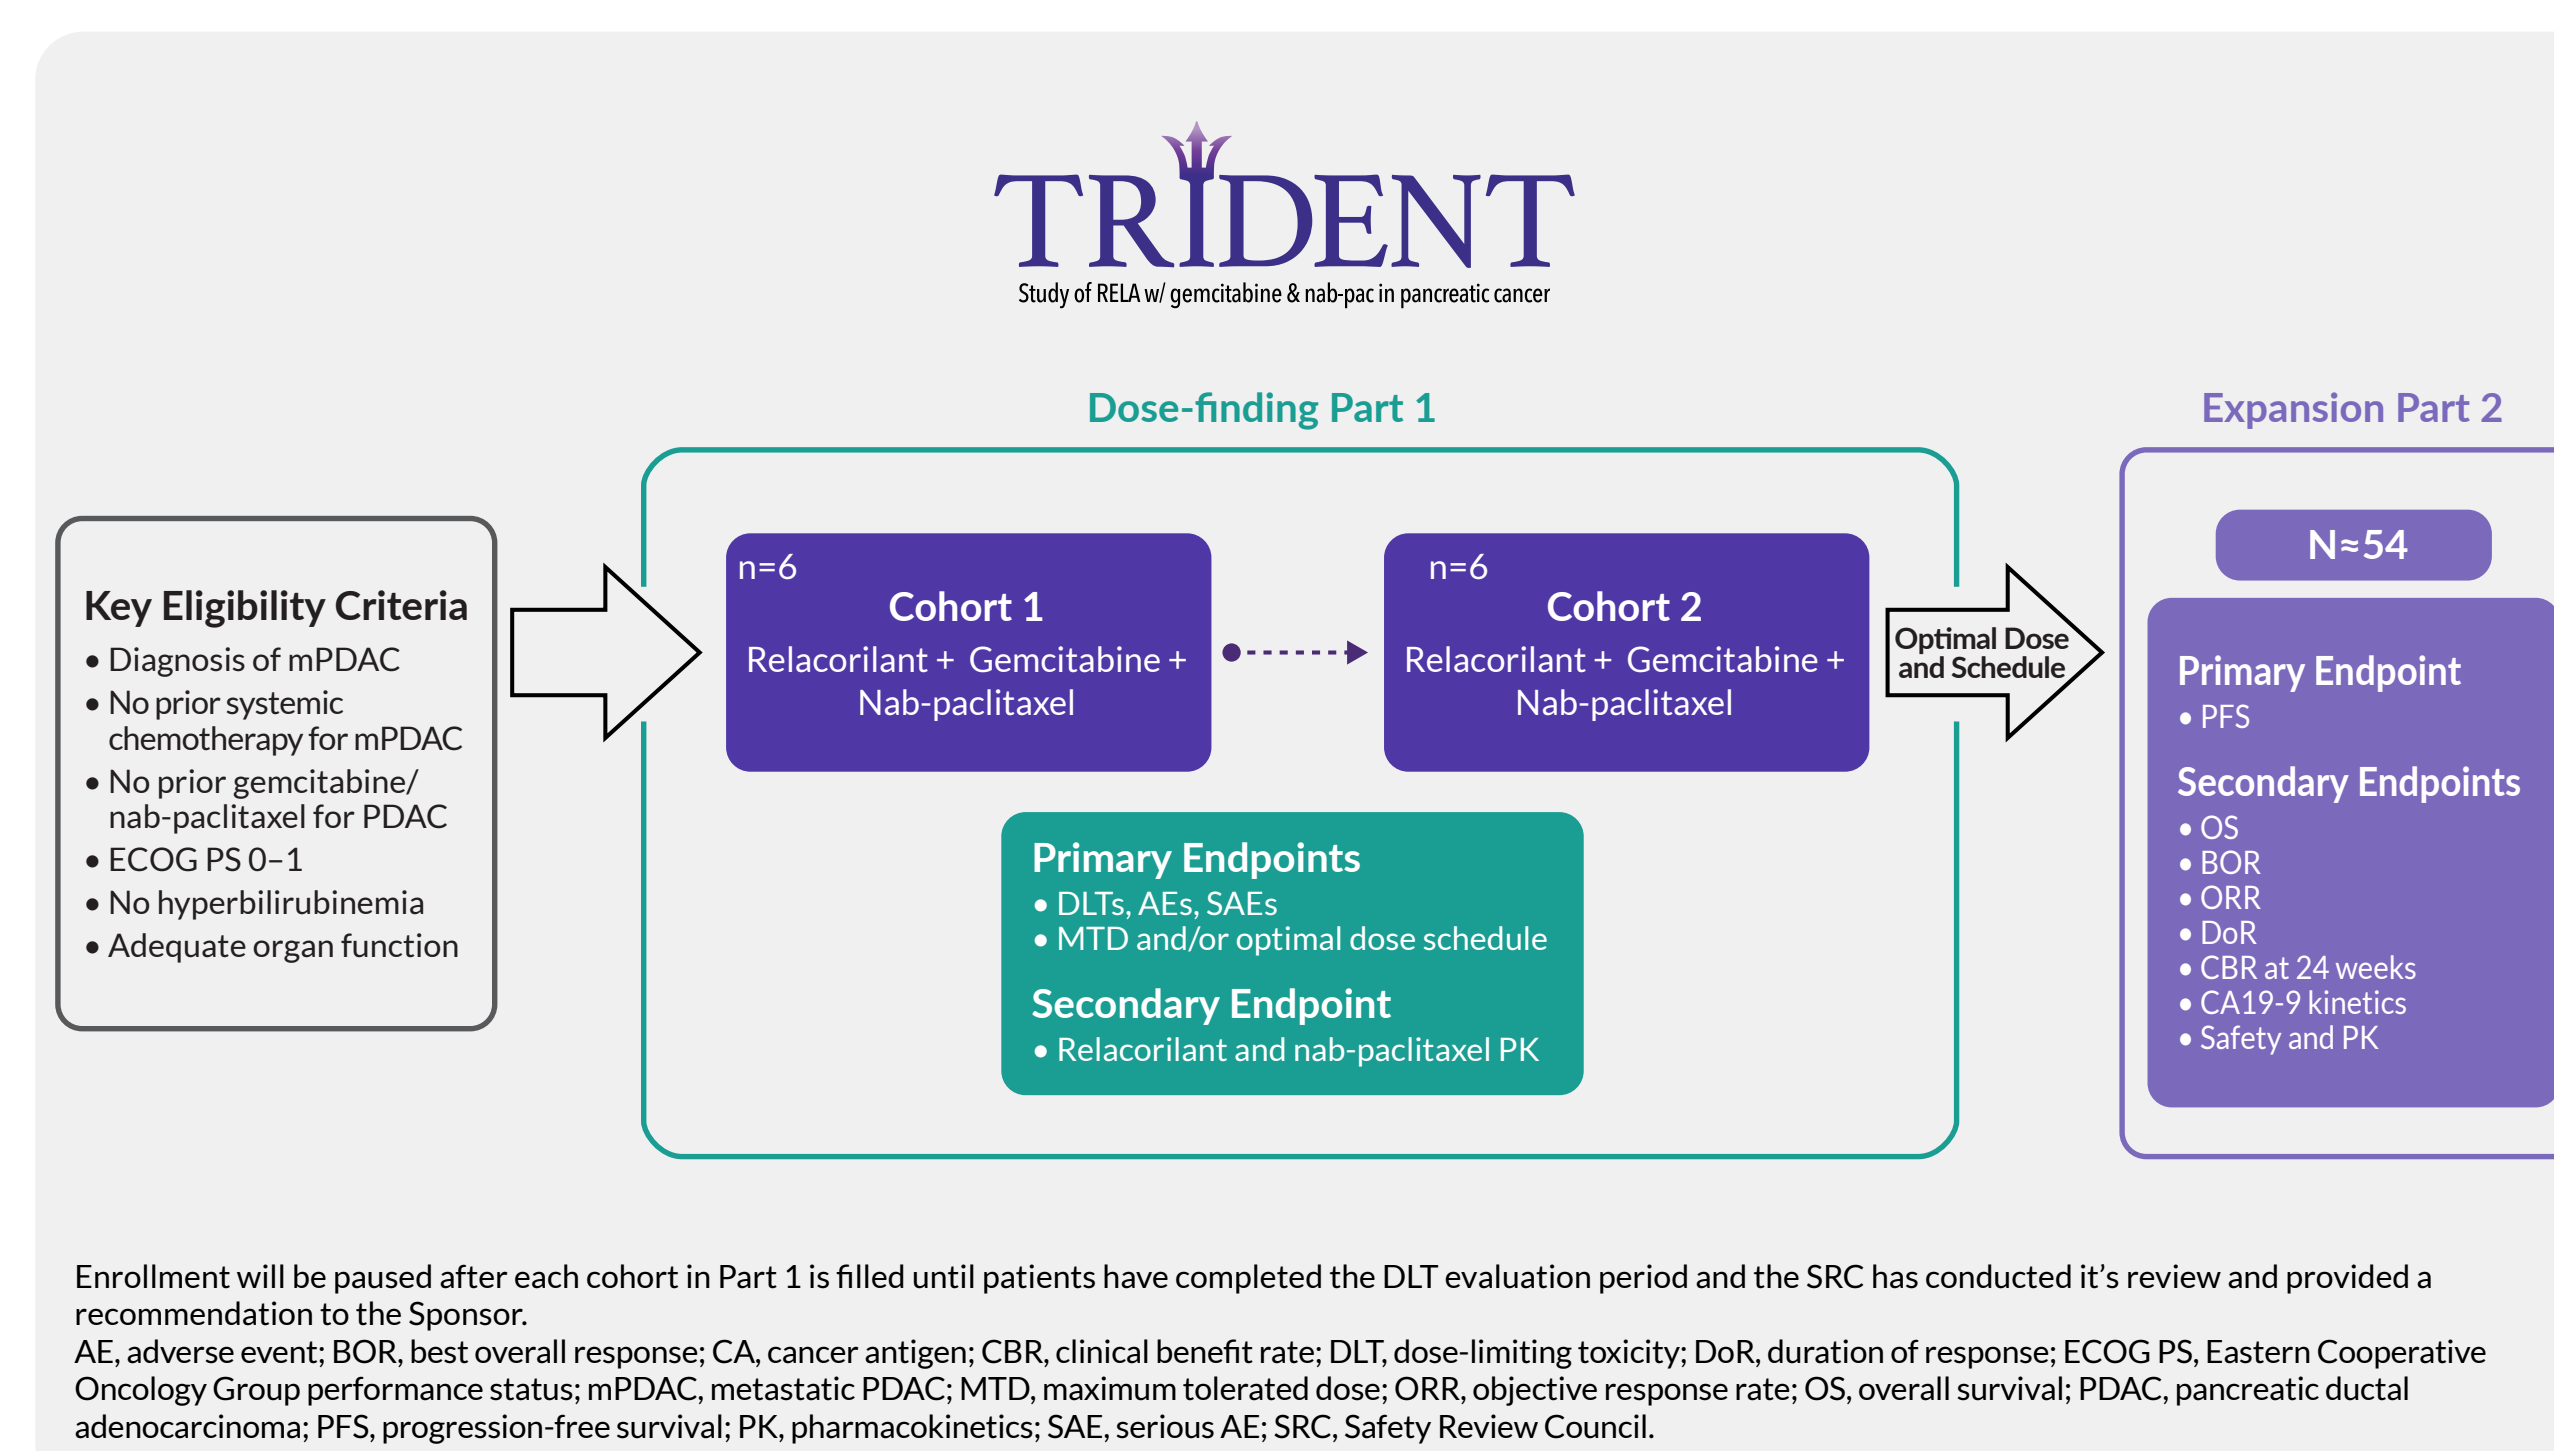 TRIDENT
Study of RELA w/ gemcitabine & nab-pac in pancreatic cancer
Key Eligibility Criteria
• Diagnosis of mPDAC
• No prior systemic
chemotherapy for mPDAC
• No prior gemcitabine/
nab-paclitaxel for PDAC
• ECOG PS 0–1
• No hyperbilirubinemia
• Adequate organ function
Dose-finding Part 1
n=6
Cohort 1
Relacorilant + Gemcitabine +
Nab-paclitaxel
n=6
Cohort 2
Relacorilant + Gemcitabine +
Nab-paclitaxel
Primary Endpoints
• DLTs, AEs, SAEs
• MTD and/or optimal dose schedule
Secondary Endpoint
• Relacorilant and nab-paclitaxel PK
Optimal Dose
and Schedule
Expansion Part 2
N≈54
Primary Endpoint
• PFS
Secondary Endpoints
• OS
• BOR
• ORR
• DoR
• CBR at 24 weeks
• CA19-9 kinetics
• Safety and PK
Enrollment will be paused after each cohort in Part 1 is filled until patients have completed the DLT evaluation period and the SRC has conducted it’s review and provided a
recommendation to the Sponsor.
AE, adverse event; BOR, best overall response; CA, cancer antigen; CBR, clinical benefit rate; DLT, dose-limiting toxicity; DoR, duration of response; ECOG PS, Eastern Cooperative
Oncology Group performance status; mPDAC, metastatic PDAC; MTD, maximum tolerated dose; ORR, objective response rate; OS, overall survival; PDAC, pancreatic ductal
adenocarcinoma; PFS, progression-free survival; PK, pharmacokinetics; SAE, serious AE; SRC, Safety Review Council.